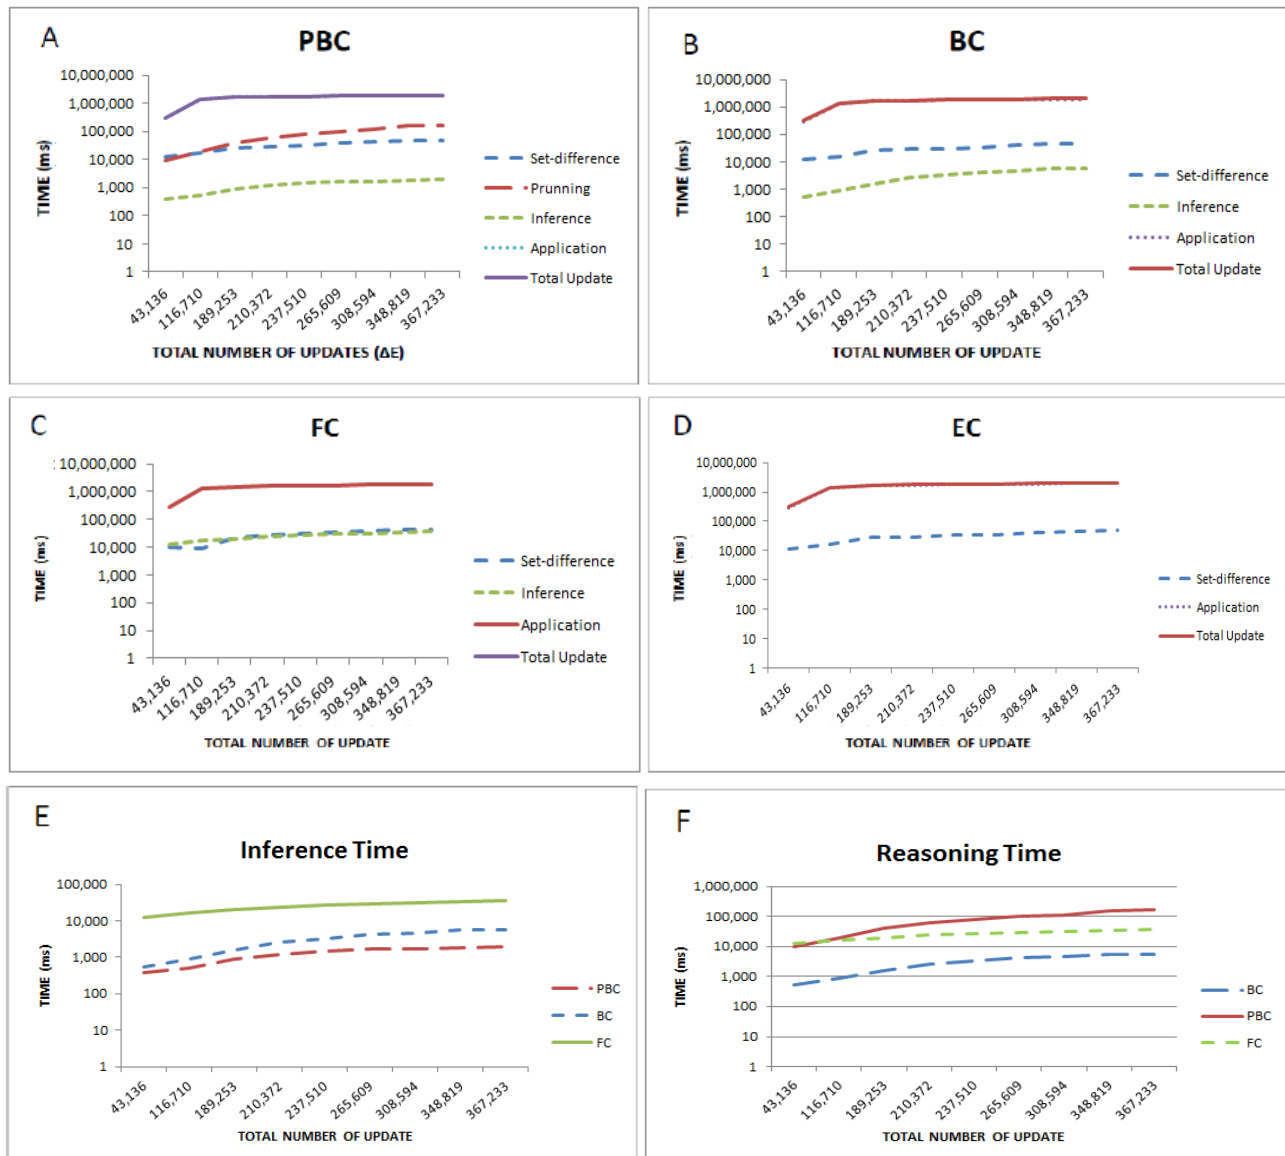 A
PBC
10,000,000
1,000,000
100,000
10,000
1,000
100
10
1
TIME (ms)
43,136
116,710
189,253
210,372
237,510
265,609
308,594
348,819
367,233
TOTAL NUMBER OF UPDATES (ΔE)
Set-difference
Prunning
Inference
Application
Total Update
B
BC
10,000,000
1,000,000
100,000
10,000
1,000
100
10
1
TIME (ms)
43,136
116,710
189,253
210,372
237,510
265,609
308,594
348,819
367,233
TOTAL NUMBER OF UPDATE
Set-difference
Inference
Application
Total Update
C
FC
10,000,000
1,000,000
100,000
10,000
1,000
100
10
1
TIME (ms)
43,136
116,710
189,253
210,372
237,510
265,609
308,594
348,819
367,233
TOTAL NUMBER OF UPDATE
Set-difference
Inference
Application
Total Update
D
EC
10,000,000
1,000,000
100,000
10,000
1,000
100
10
1
TIME (ms)
43,136
116,710
189,253
210,372
237,510
265,609
308,594
348,819
367,233
TOTAL NUMBER OF UPDATE
Set-difference
Application
Total Update
E
Inference Time
100,000
10,000
1,000
100
10
1
TIME (ms)
43,136
116,710
189,253
210,372
237,510
265,609
308,594
348,819
367,233
TOTAL NUMBER OF UPDATE
PBC
BC
FC
F
Reasoning Time
1,000,000
100,000
10,000
1,000
100
10
1
TIME (ms)
43,136
116,710
189,253
210,372
237,510
265,609
308,594
348,819
367,233
TOTAL NUMBER OF UPDATE
BC
PBC
FC